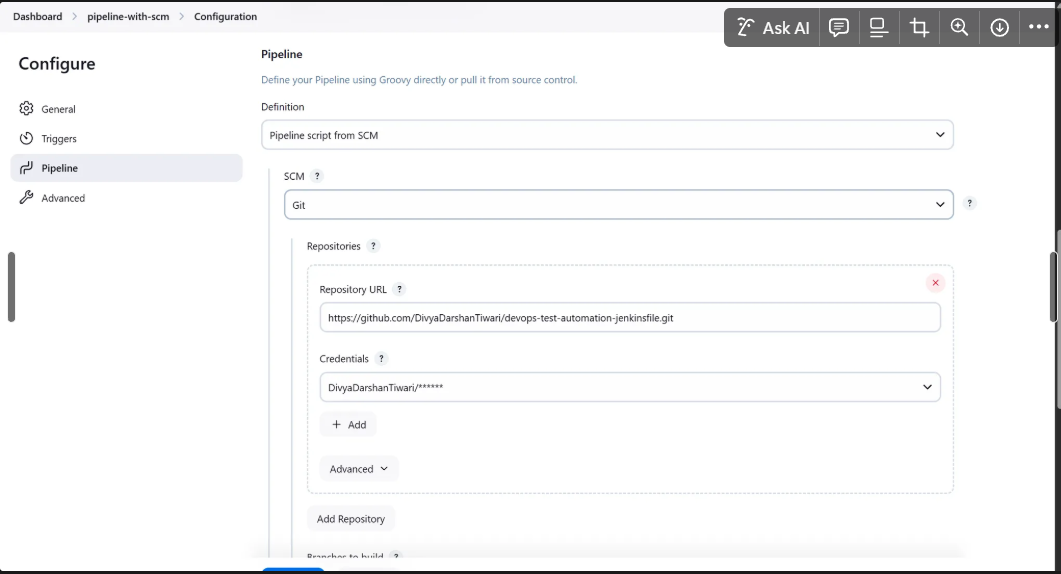 Dashboard > pipeline-with-scm > Configuration
Ask AI
Configure
General
Triggers
Pipeline
Advanced
Pipeline
Define your Pipeline using Groovy directly or pull it from source control.
Definition
Pipeline script from SCM
SCM ?
Git
?
Repositories ?
Repository URL ?
https://github.com/DivyaDarshanTiwari/devops-test-automation-jenkinsfile.git
Credentials ?
DivyaDarshanTiwari/******
+ Add
Advanced
Add Repository
Branches to build ?